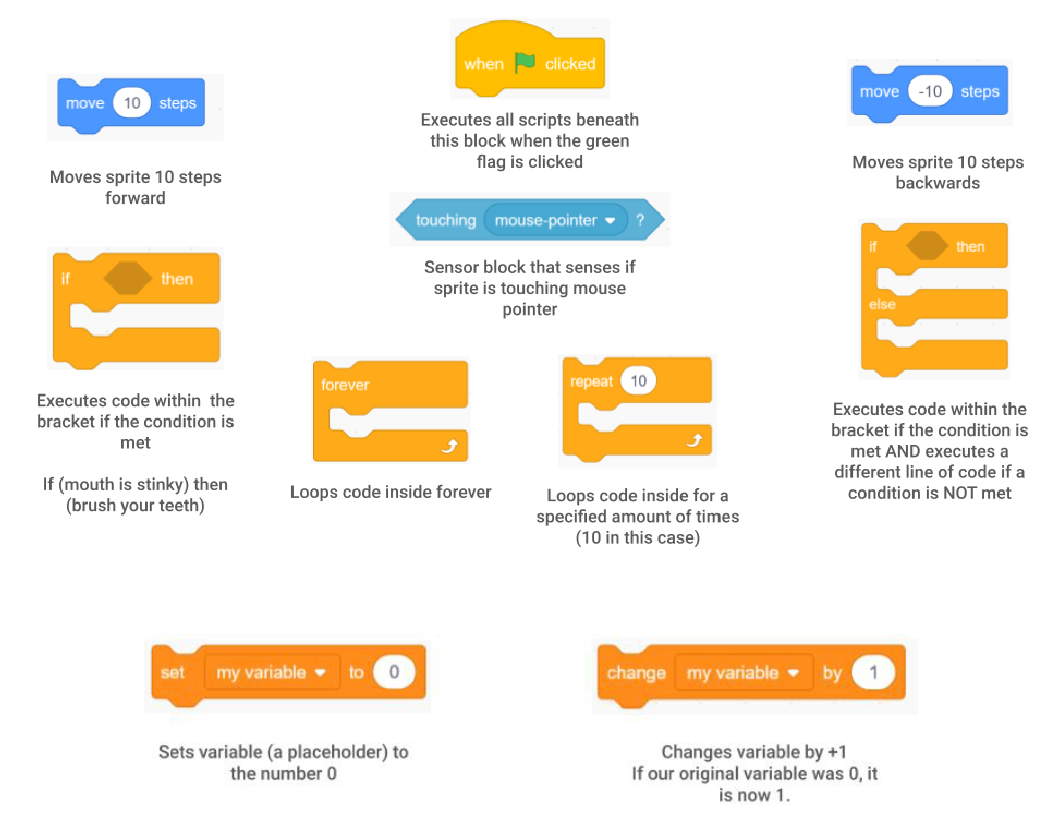 when clicked
move 10 steps
move -10 steps
Executes all scripts beneath
this block when the green
flag is clicked
Moves sprite 10 steps
forward
Moves sprite 10 steps
backwards
touching mouse-pointer ?
Sensor block that senses if
sprite is touching mouse
pointer
if then
if then
else
Executes code within the
bracket if the condition is
met
If (mouth is stinky) then
(brush your teeth)
forever
Loops code inside forever
repeat 10
Loops code inside for a
specified amount of times
(10 in this case)
Executes code within the
bracket if the condition is
met AND executes a
different line of code if a
condition is NOT met
set my variable to 0
Sets variable (a placeholder) to
the number 0
change my variable by 1
Changes variable by +1
If our original variable was 0, it
is now 1.